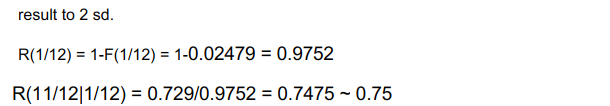 result to 2 sd.
R(1/12) = 1-F(1/12) = 1-0.02479 = 0.9752
R(11/12|1/12) = 0.729/0.9752 = 0.7475 ~ 0.75